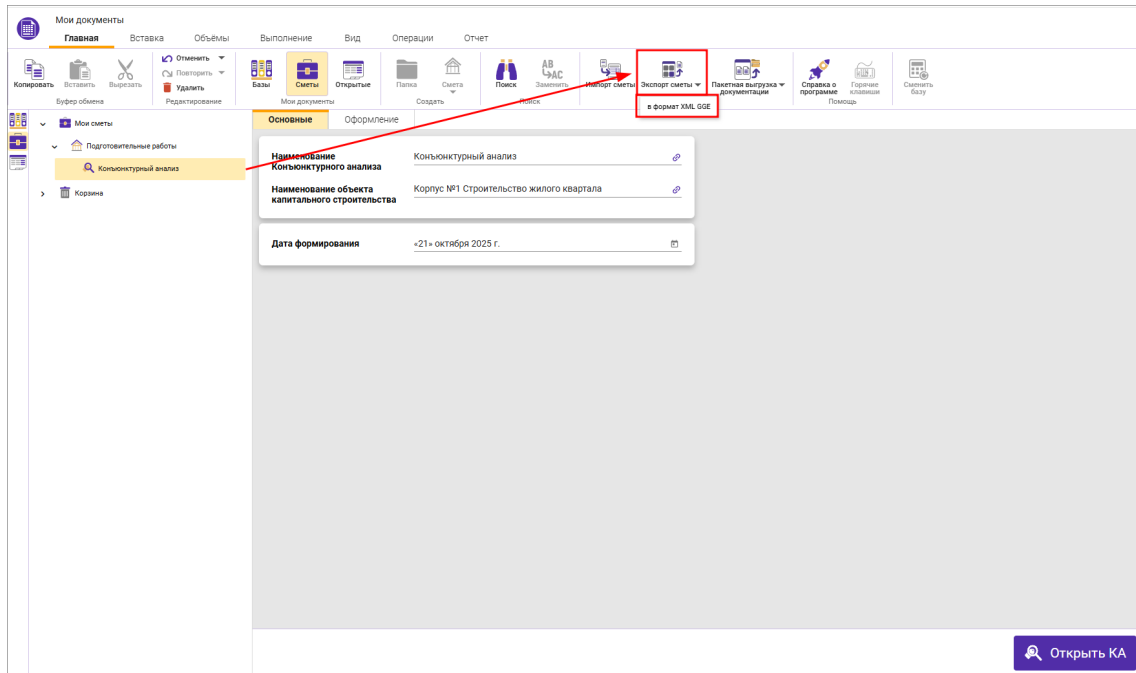 Мои документы
Главная Вставка Объёмы Выполнение Вид Операции Отчет
Копировать Вставить Вырезать
Буфер обмена
Отменить
Повторить
Удалить
Редактирование
Базы Сметы Открытые
Мои документы
Папка Смета
Создать
AB
AC
Поиск Заменить
Поиск
Импорт сметы Экспорт сметы Пакетная выгрузка документации
в формат XML GGE
Справка о программе Горячие клавиши
Помощь
Сменить базу
Мои сметы
Подготовительные работы
Конъюнктурный анализ
Корзина
Основные Оформление
Наименование Конъюнктурного анализа
Конъюнктурный анализ
Наименование объекта капитального строительства
Корпус №1 Строительство жилого квартала
Дата формирования
«21» октября 2025 г.
Открыть КА